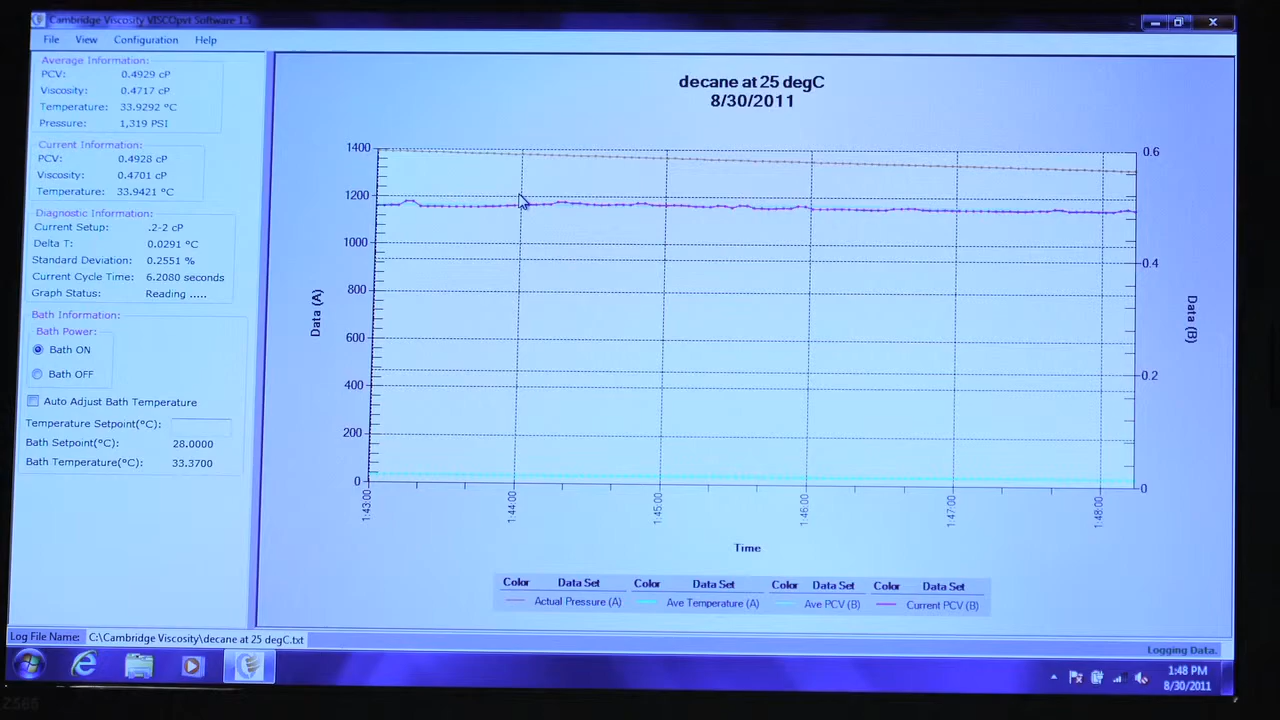 Cambridge Viscosity VISCOpvt Software 1.5
File View Configuration Help
Average Information:
PCV: 0.4929 cP
Viscosity: 0.4717 cP
Temperature: 33.9292 °C
Pressure: 1,319 PSI
Current Information:
PCV: 0.4928 cP
Viscosity: 0.4701 cP
Temperature: 33.9421 °C
Diagnostic Information:
Current Setup: .2-2 cP
Delta T: 0.0291 °C
Standard Deviation: 0.2551 %
Current Cycle Time: 6.2080 seconds
Graph Status: Reading .....
Bath Information:
Bath Power:
Bath ON
Bath OFF
Auto Adjust Bath Temperature
Temperature Setpoint(°C):
Bath Setpoint(°C): 28.0000
Bath Temperature(°C): 33.3700
decane at 25 degC
8/30/2011
1400
1200
1000
800
600
400
200
0
Data (A)
0.6
0.4
0.2
0
Data (B)
1:43:00 1:44:00 1:45:00 1:46:00 1:47:00 1:48:00
Time
Color Data Set Color Data Set Color Data Set Color Data Set
Actual Pressure (A) Ave Temperature (A) Ave PCV (B) Current PCV (B)
Log File Name: C:\Cambridge Viscosity\decane at 25 degC.txt
Logging Data.
1:48 PM
8/30/2011